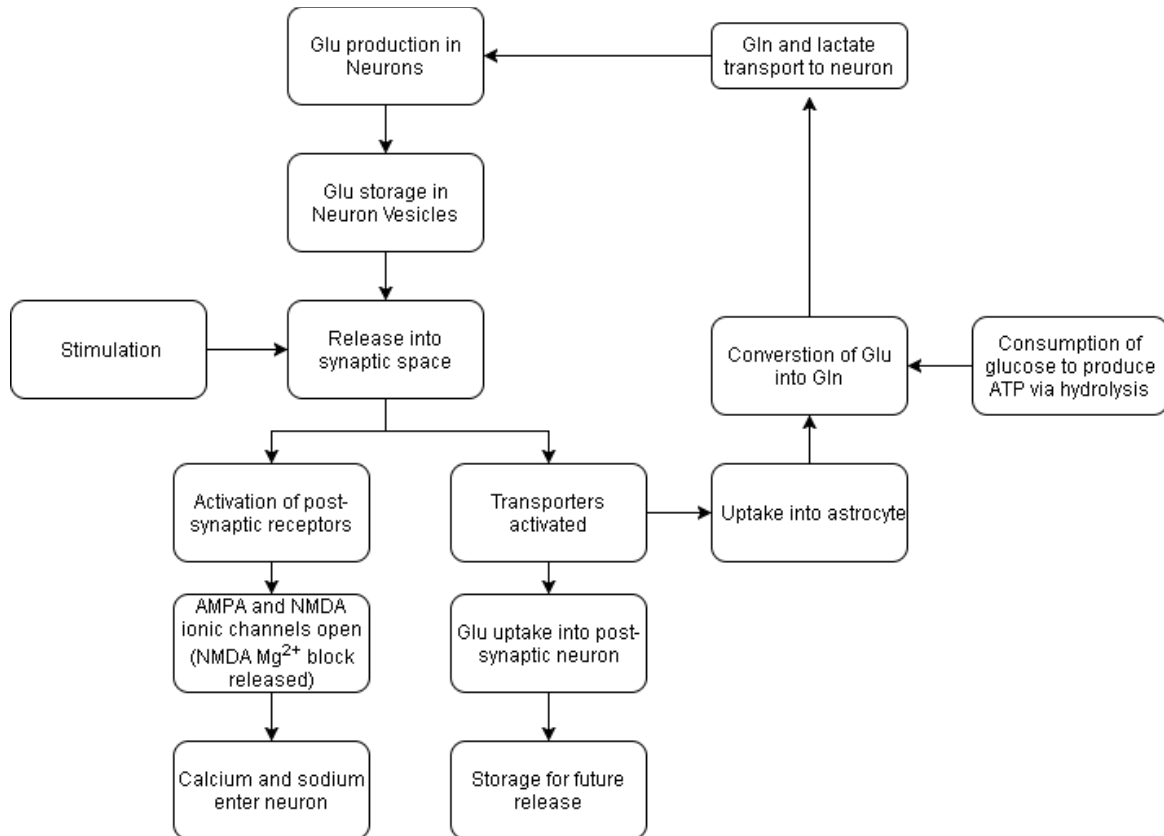 Glu production in
Neurons
Gln and lactate
transport to neuron
Glu storage in
Neuron Vesicles
Stimulation
Release into
synaptic space
Converstion of Glu
into Gln
Consumption of
glucose to produce
ATP via hydrolysis
Activation of post-
synaptic receptors
Transporters
activated
Uptake into astrocyte
AMPA and NMDA
ionic channels open
(NMDA Mg²⁺ block
released)
Glu uptake into post-
synaptic neuron
Calcium and sodium
enter neuron
Storage for future
release